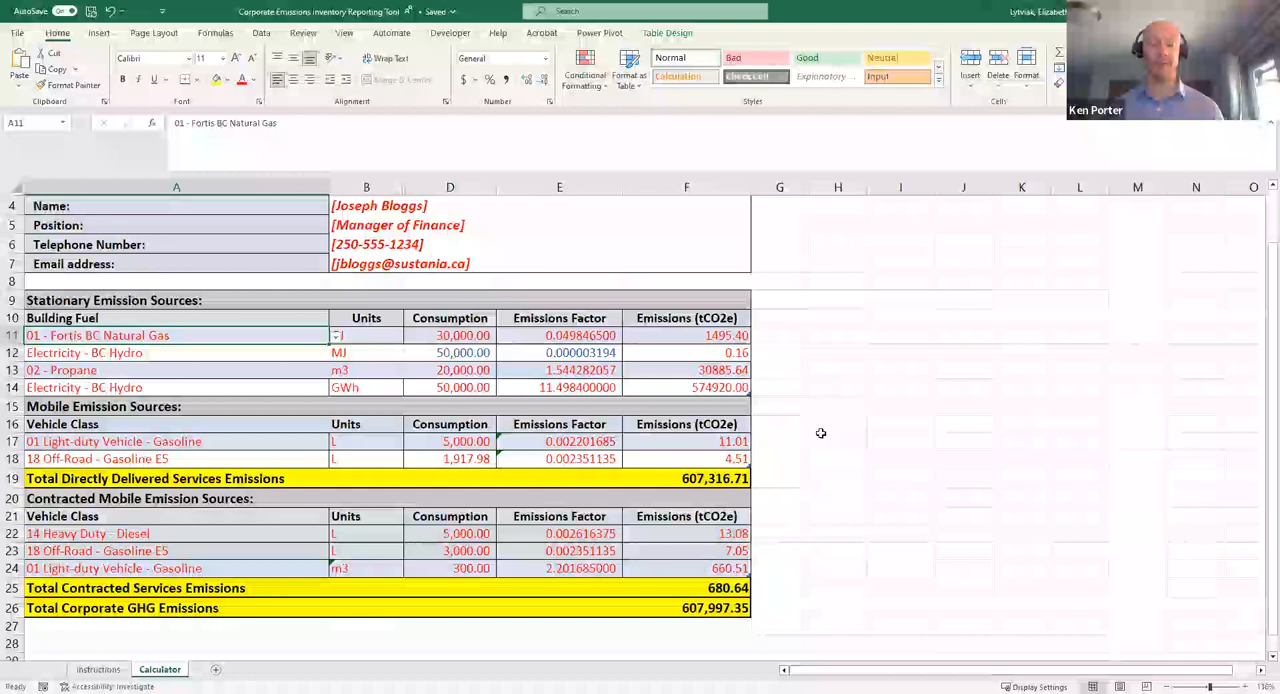 AutoSave On Corporate Emissions Inventory Reporting Tool • Saved Search Lytviak, Elizabeth
File Home Insert Page Layout Formulas Data Review View Automate Developer Help Acrobat Power Pivot Table Design
Paste Cut Copy Format Painter
Calibri 11
Wrap Text
Merge & Center
General
Conditional Formatting
Format as Table
Normal Bad Good Neutral
Calculation Check Cell Explanatory ... Input
Insert Delete Format
Clipboard Font Alignment Number Styles Cells
Ken Porter
A11 fx 01 - Fortis BC Natural Gas
A B D E F G H I J K L M N O
4 Name: [Joseph Bloggs]
5 Position: [Manager of Finance]
6 Telephone Number: [250-555-1234]
7 Email address: [jbloggs@sustania.ca]
8
9 Stationary Emission Sources:
10 Building Fuel Units Consumption Emissions Factor Emissions (tCO2e)
11 01 - Fortis BC Natural Gas 30,000.00 0.049846500 1495.40
12 Electricity - BC Hydro MJ 50,000.00 0.000003194 0.16
13 02 - Propane m3 20,000.00 1.544282057 30885.64
14 Electricity - BC Hydro GWh 50,000.00 11.498400000 574920.00
15 Mobile Emission Sources:
16 Vehicle Class Units Consumption Emissions Factor Emissions (tCO2e)
17 01 Light-duty Vehicle - Gasoline L 5,000.00 0.002201685 11.01
18 18 Off-Road - Gasoline E5 L 1,917.98 0.002351135 4.51
19 Total Directly Delivered Services Emissions 607,316.71
20 Contracted Mobile Emission Sources:
21 Vehicle Class Units Consumption Emissions Factor Emissions (tCO2e)
22 14 Heavy Duty - Diesel L 5,000.00 0.002616375 13.08
23 18 Off-Road - Gasoline E5 L 3,000.00 0.002351135 7.05
24 01 Light-duty Vehicle - Gasoline m3 300.00 2.201685000 660.51
25 Total Contracted Services Emissions 680.64
26 Total Corporate GHG Emissions 607,997.35
27
28
Instructions Calculator
Ready Accessibility: Investigate Display Settings 130%